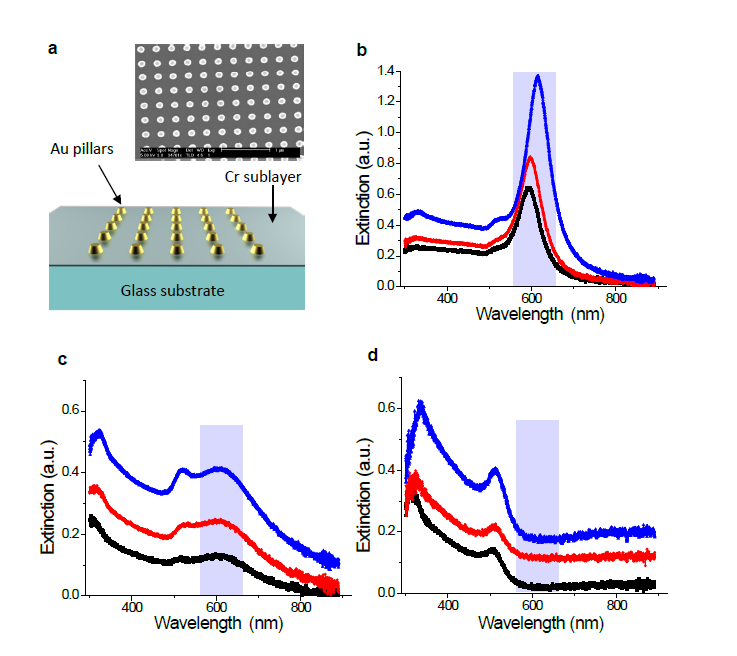 a
Au pillars
Cr sublayer
Glass substrate
b
Extinction (a.u.)
1.4
1.2
1.0
0.8
0.6
0.4
0.2
0.0
400
600
800
Wavelength (nm)
c
Extinction (a.u.)
0.6
0.4
0.2
0.0
400
600
800
Wavelength (nm)
d
Extinction (a.u.)
0.6
0.4
0.2
0.0
400
600
800
Wavelength (nm)